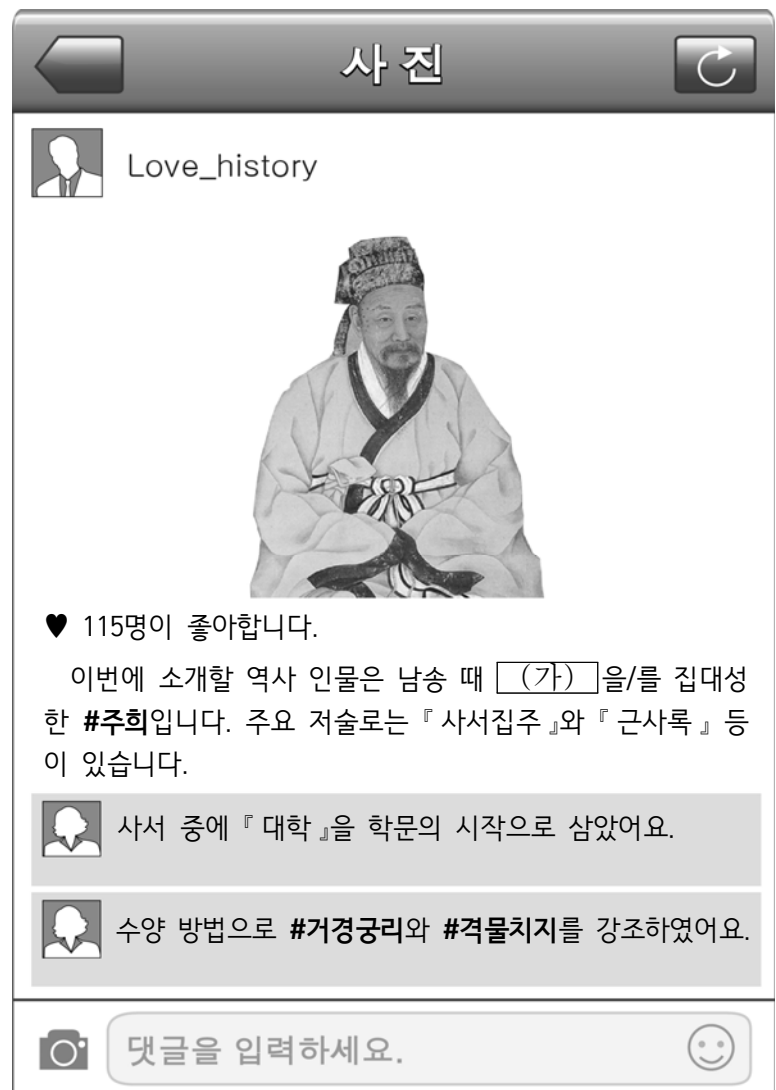 사 진
Love_history
♥ 115명이 좋아합니다.
이번에 소개할 역사 인물은 남송 때 (가) 을/를 집대성
한 #주희입니다. 주요 저술로는 『사서집주』와 『근사록』 등
이 있습니다.
사서 중에 『대학』을 학문의 시작으로 삼았어요.
수양 방법으로 #거경궁리와 #격물치지를 강조하였어요.
댓글을 입력하세요.